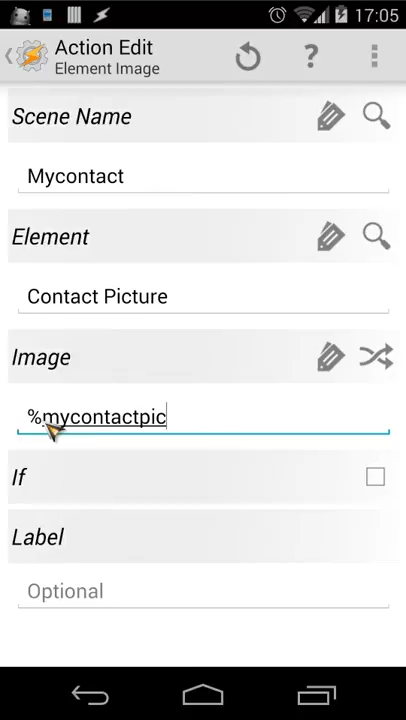 17:05
Action Edit
Element Image
Scene Name
Mycontact
Element
Contact Picture
Image
%mycontactpic
If
Label
Optional